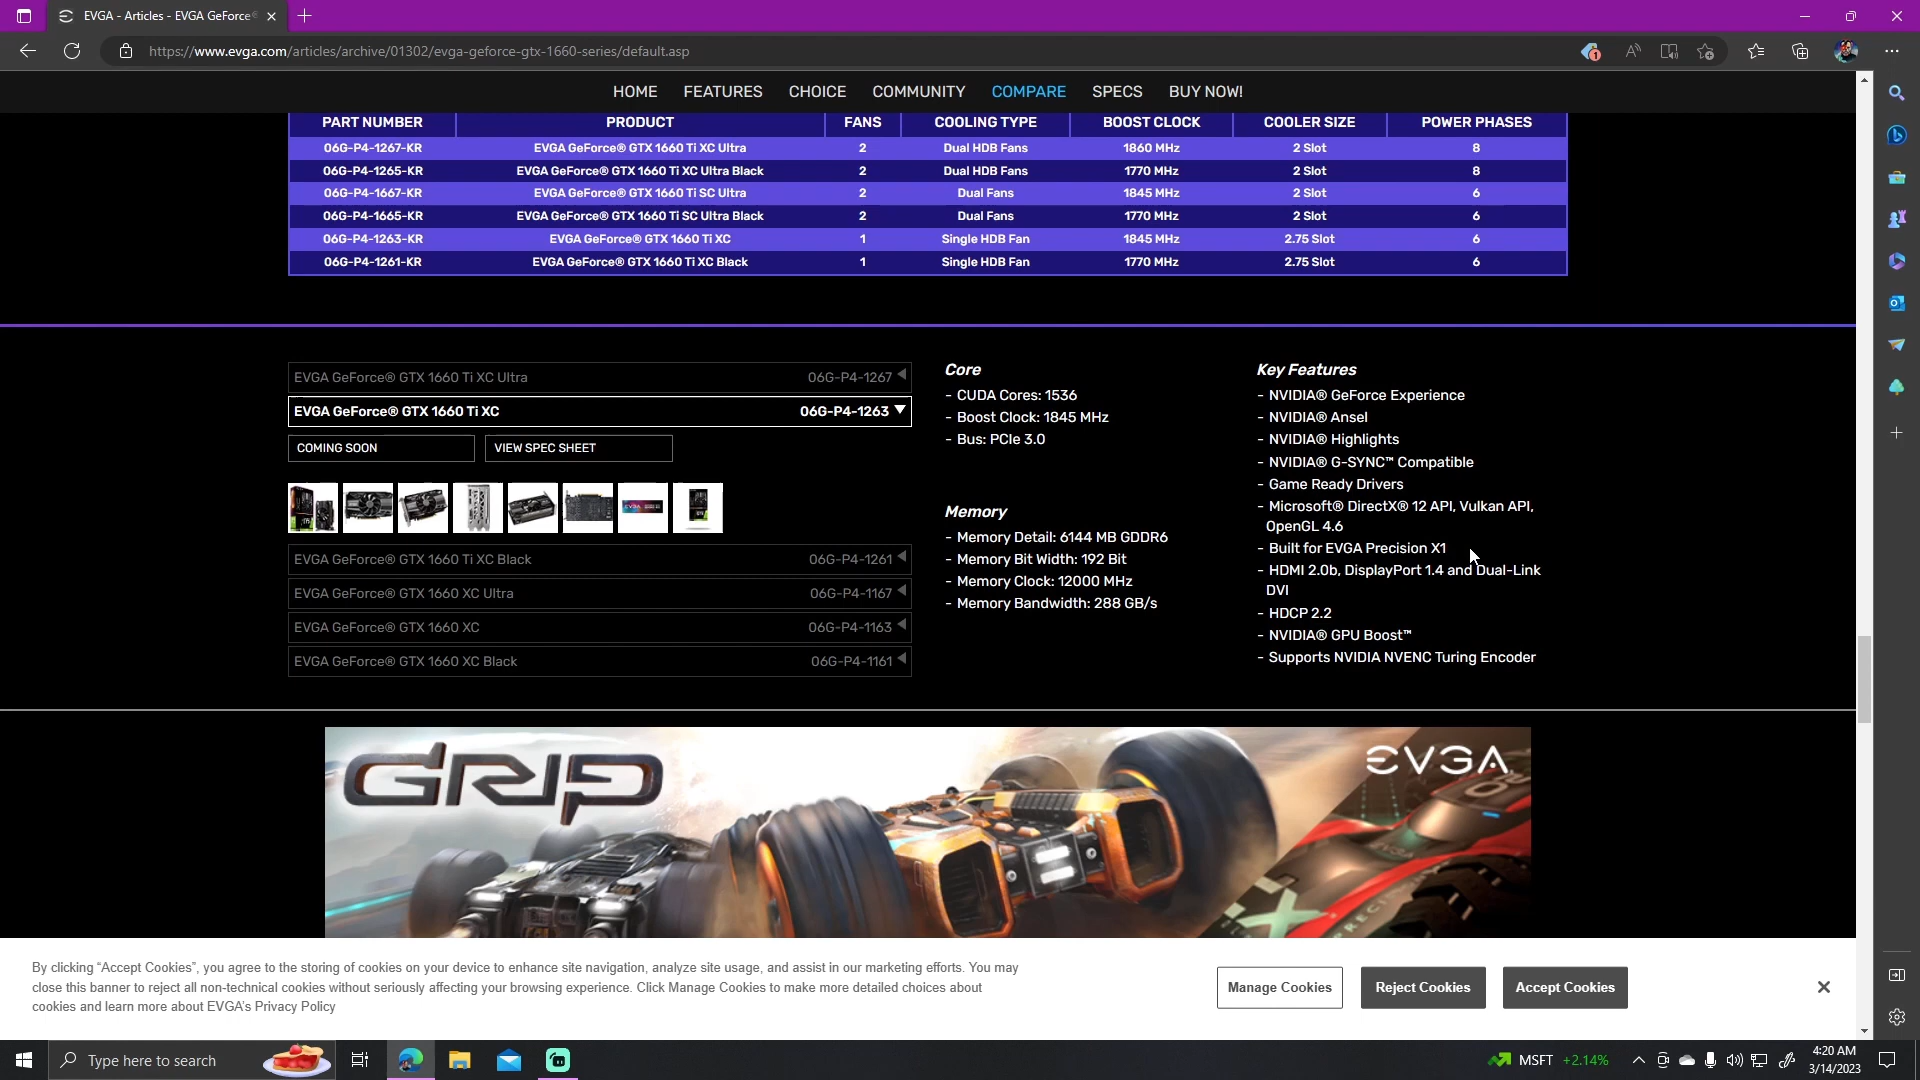 EVGA - Articles - EVGA GeForce
https://www.evga.com/articles/archive/01302/evga-geforce-gtx-1660-series/default.asp
1
HOME FEATURES CHOICE COMMUNITY COMPARE SPECS BUY NOW!
PART NUMBER PRODUCT FANS COOLING TYPE BOOST CLOCK COOLER SIZE POWER PHASES
06G-P4-1267-KR EVGA GeForce® GTX 1660 Ti XC Ultra 2 Dual HDB Fans 1860 MHz 2 Slot 8
06G-P4-1265-KR EVGA GeForce® GTX 1660 Ti XC Ultra Black 2 Dual HDB Fans 1770 MHz 2 Slot 8
06G-P4-1667-KR EVGA GeForce® GTX 1660 Ti SC Ultra 2 Dual Fans 1845 MHz 2 Slot 6
06G-P4-1665-KR EVGA GeForce® GTX 1660 Ti SC Ultra Black 2 Dual Fans 1770 MHz 2 Slot 6
06G-P4-1263-KR EVGA GeForce® GTX 1660 Ti XC 1 Single HDB Fan 1845 MHz 2.75 Slot 6
06G-P4-1261-KR EVGA GeForce® GTX 1660 Ti XC Black 1 Single HDB Fan 1770 MHz 2.75 Slot 6
EVGA GeForce® GTX 1660 Ti XC Ultra 06G-P4-1267
EVGA GeForce® GTX 1660 Ti XC 06G-P4-1263
COMING SOON VIEW SPEC SHEET
EVGA GeForce® GTX 1660 Ti XC Black 06G-P4-1261
EVGA GeForce® GTX 1660 XC Ultra 06G-P4-1167
EVGA GeForce® GTX 1660 XC 06G-P4-1163
EVGA GeForce® GTX 1660 XC Black 06G-P4-1161
Core
- CUDA Cores: 1536
- Boost Clock: 1845 MHz
- Bus: PCIe 3.0
Memory
- Memory Detail: 6144 MB GDDR6
- Memory Bit Width: 192 Bit
- Memory Clock: 12000 MHz
- Memory Bandwidth: 288 GB/s
Key Features
- NVIDIA® GeForce Experience
- NVIDIA® Ansel
- NVIDIA® Highlights
- NVIDIA® G-SYNC™ Compatible
- Game Ready Drivers
- Microsoft® DirectX® 12 API, Vulkan API,
OpenGL 4.6
- Built for EVGA Precision X1
- HDMI 2.0b, DisplayPort 1.4 and Dual-Link
DVI
- HDCP 2.2
- NVIDIA® GPU Boost™
- Supports NVIDIA NVENC Turing Encoder
GRIP
EVGA
By clicking “Accept Cookies”, you agree to the storing of cookies on your device to enhance site navigation, analyze site usage, and assist in our marketing efforts. You may
close this banner to reject all non-technical cookies without seriously affecting your browsing experience. Click Manage Cookies to make more detailed choices about
cookies and learn more about EVGA's Privacy Policy
Manage Cookies Reject Cookies Accept Cookies
Type here to search
MSFT +2.14%
4:20 AM
3/14/2023